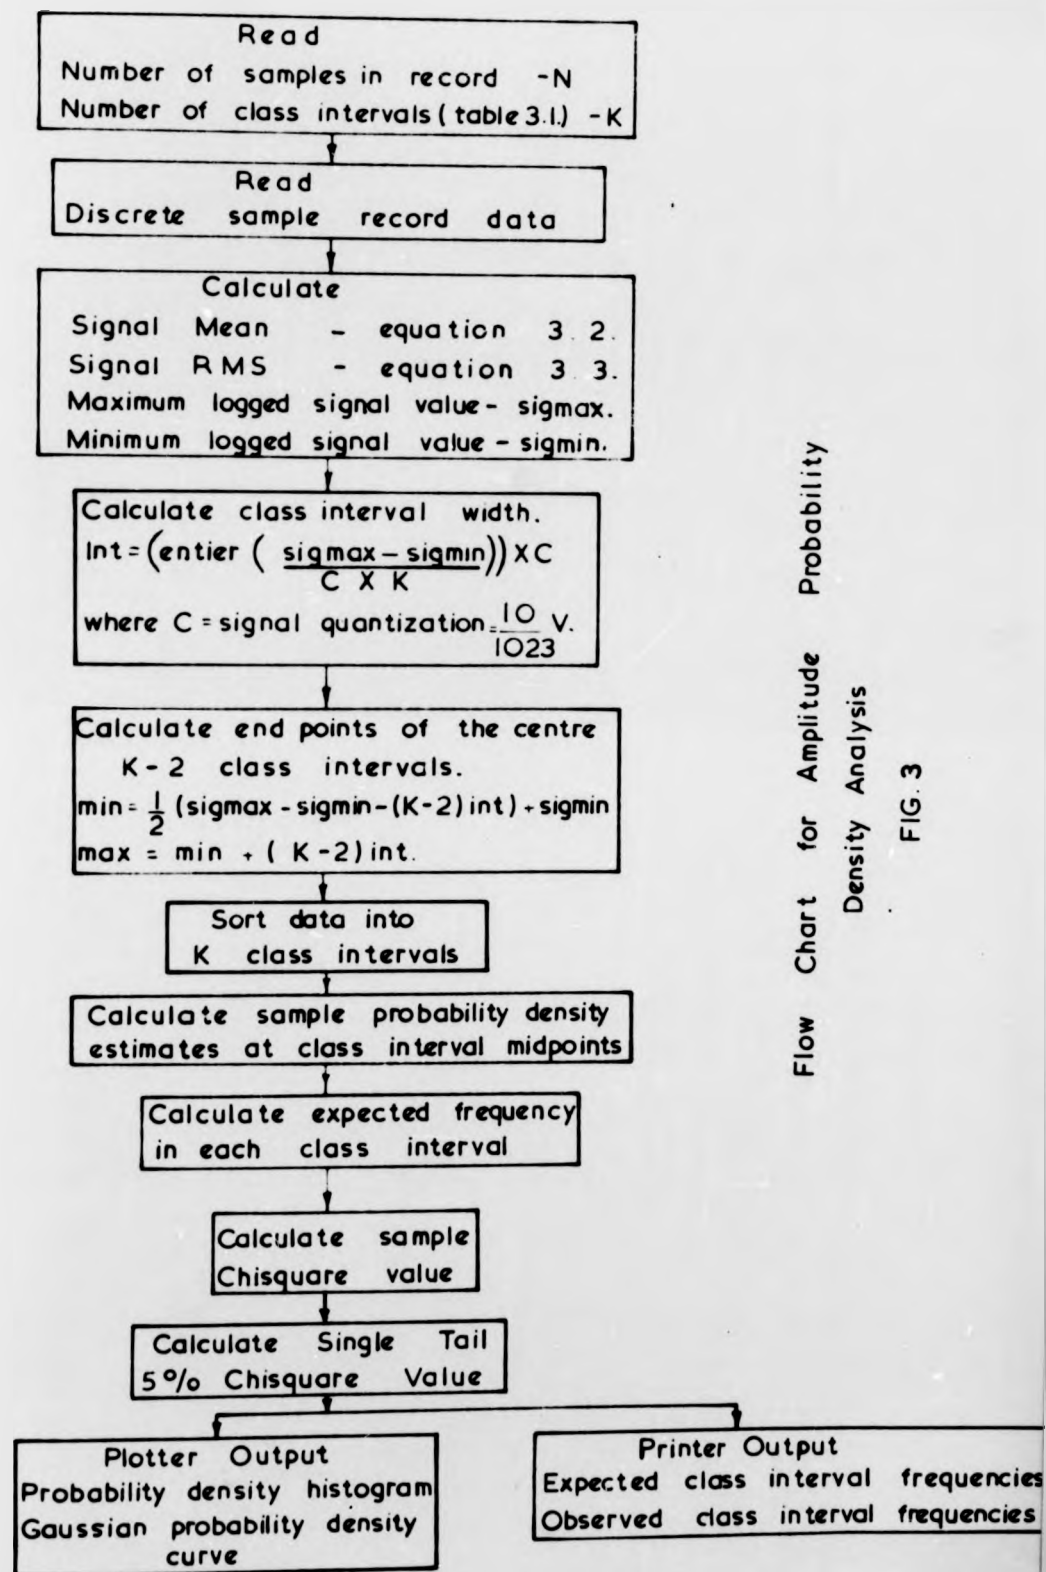 Read
Number of samples in record -N
Number of class intervals (table 3.1.) -K
Read
Discrete sample record data
Calculate
Signal Mean - equation 3.2.
Signal RMS - equation 3.3.
Maximum logged signal value - sigmax.
Minimum logged signal value - sigmin.
Calculate class interval width.
Int = (entier ( sigmax - sigmin)) X C
C X K
where C = signal quantization = 10 V.
1023
Calculate end points of the centre
K-2 class intervals.
min = 1/2 (sigmax - sigmin - (K-2) int) + sigmin
max = min + ( K-2) int.
Sort data into
K class intervals
Calculate sample probability density
estimates at class interval midpoints
Calculate expected frequency
in each class interval
Calculate sample
Chisquare value
Calculate Single Tail
5% Chisquare Value
Plotter Output
Probability density histogram
Gaussian probability density
curve
Printer Output
Expected class interval frequencies
Observed class interval frequencies
Flow Chart for Amplitude Probability
Density Analysis
FIG. 3